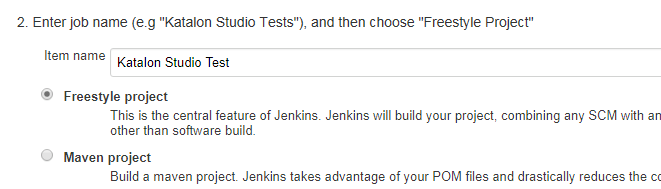 2. Enter job name (e.g "Katalon Studio Tests"), and then choose "Freestyle Project"
Item name
Katalon Studio Test
Freestyle project
This is the central feature of Jenkins. Jenkins will build your project, combining any SCM with an
other than software build.
Maven project
Build a maven project. Jenkins takes advantage of your POM files and drastically reduces the